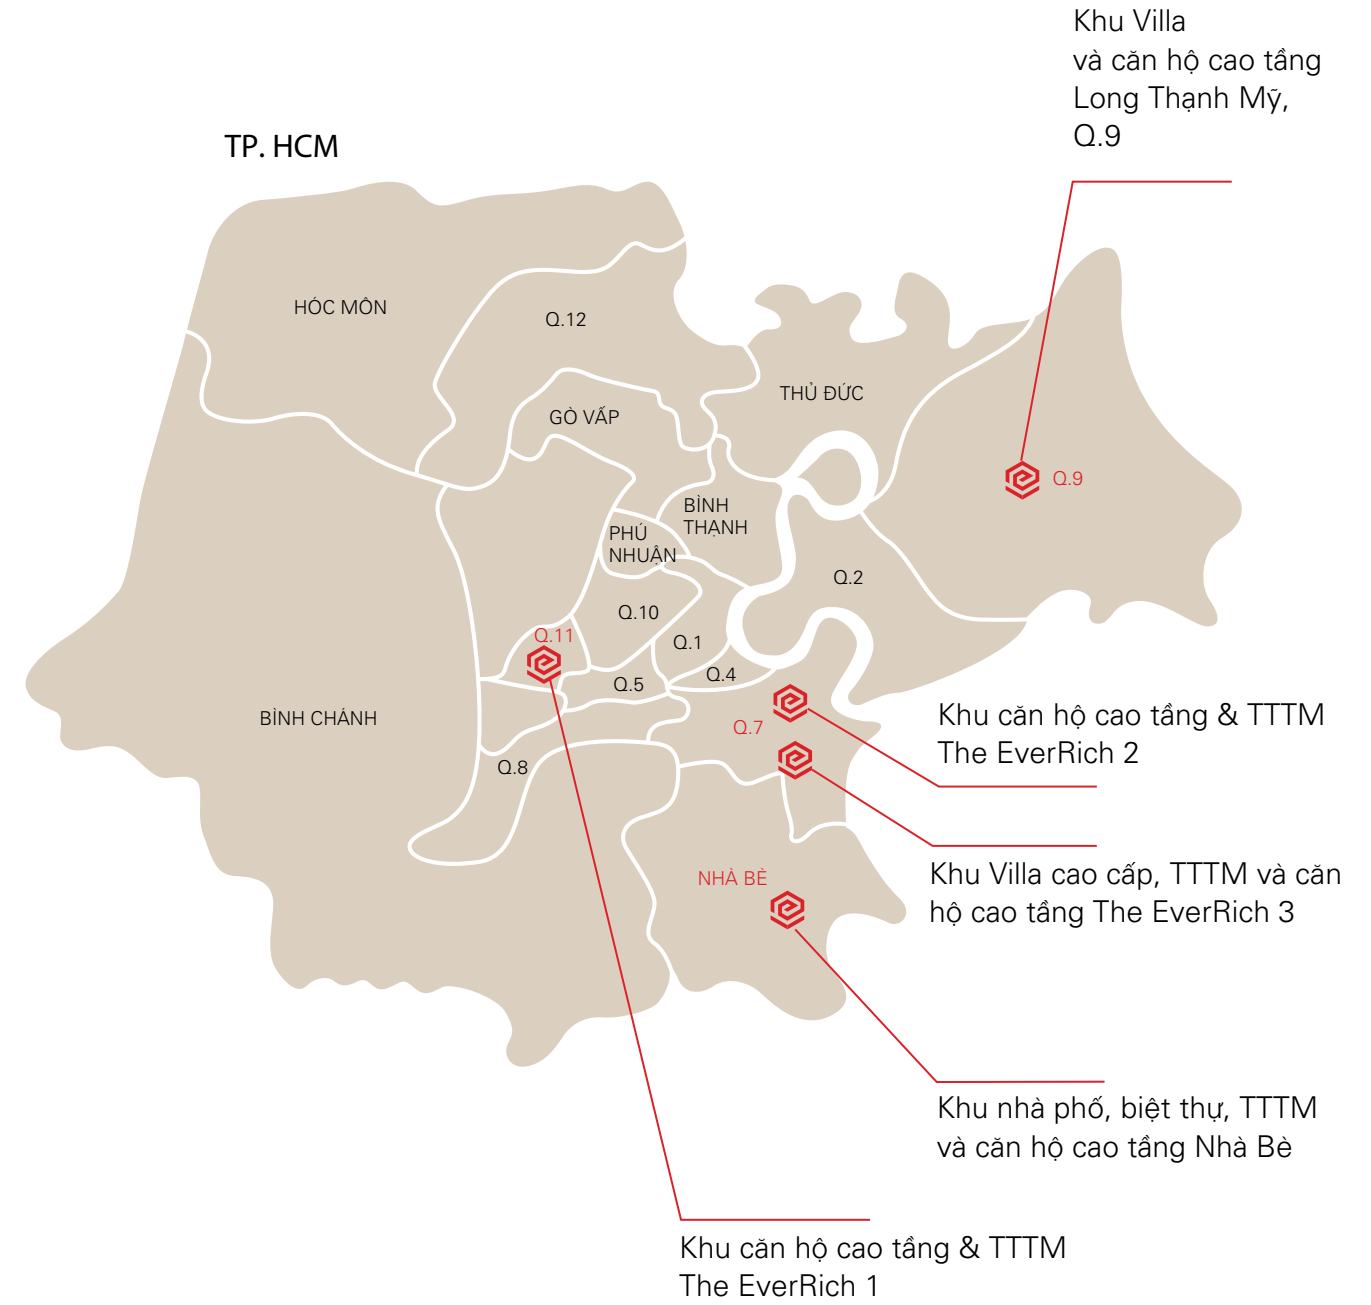 Khu Villa
và căn hộ cao tầng
Long Thạnh Mỹ,
Q.9
TP. HCM
HÓC MÔN
Q.12
THỦ ĐỨC
GÒ VẤP
Q.9
BÌNH
THẠNH
PHÚ
NHUẬN
Q.2
Q.10
Q.11
Q.1
Q.4
Q.5
BÌNH CHÁNH
Q.7
Q.8
Khu căn hộ cao tầng & TTTM
The EverRich 2
Khu Villa cao cấp, TTTM và căn
hộ cao tầng The EverRich 3
NHÀ BÈ
Khu nhà phố, biệt thự, TTTM
và căn hộ cao tầng Nhà Bè
Khu căn hộ cao tầng & TTTM
The EverRich 1